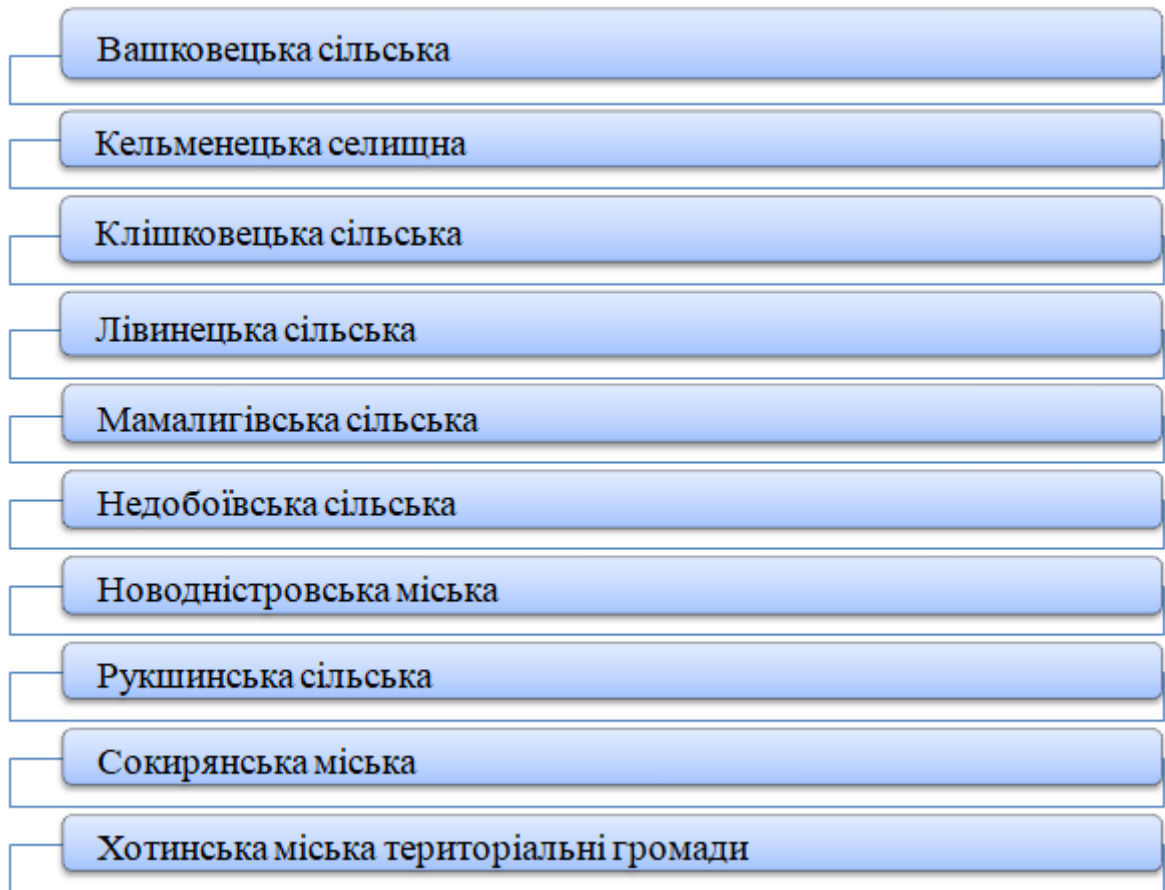 Вашковецька сільська
Кельменецька селищна
Клішковецька сільська
Лівинецька сільська
Мамалигівська сільська
Недобоївська сільська
Новодністровська міська
Рукшинська сільська
Сокирянська міська
Хотинська міська територіальні громади